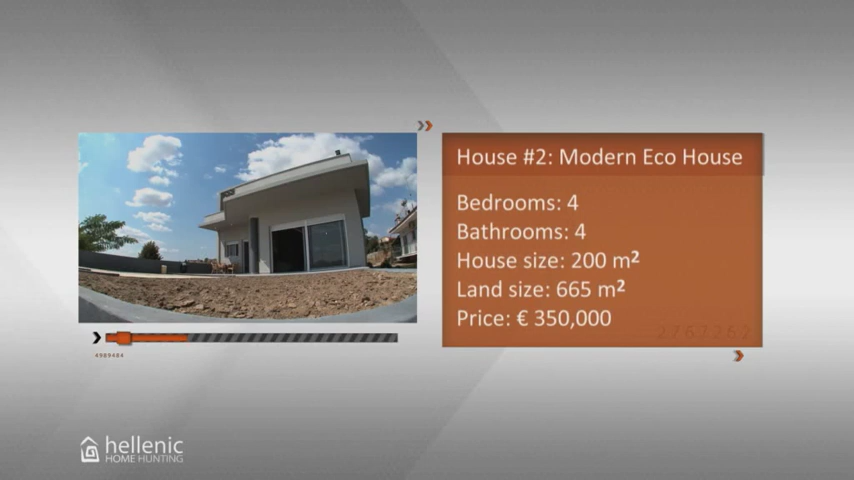 House #2: Modern Eco House
Bedrooms: 4
Bathrooms: 4
House size: 200 m²
Land size: 665 m²
Price: € 350,000
4989484
hellenic
HOME HUNTING